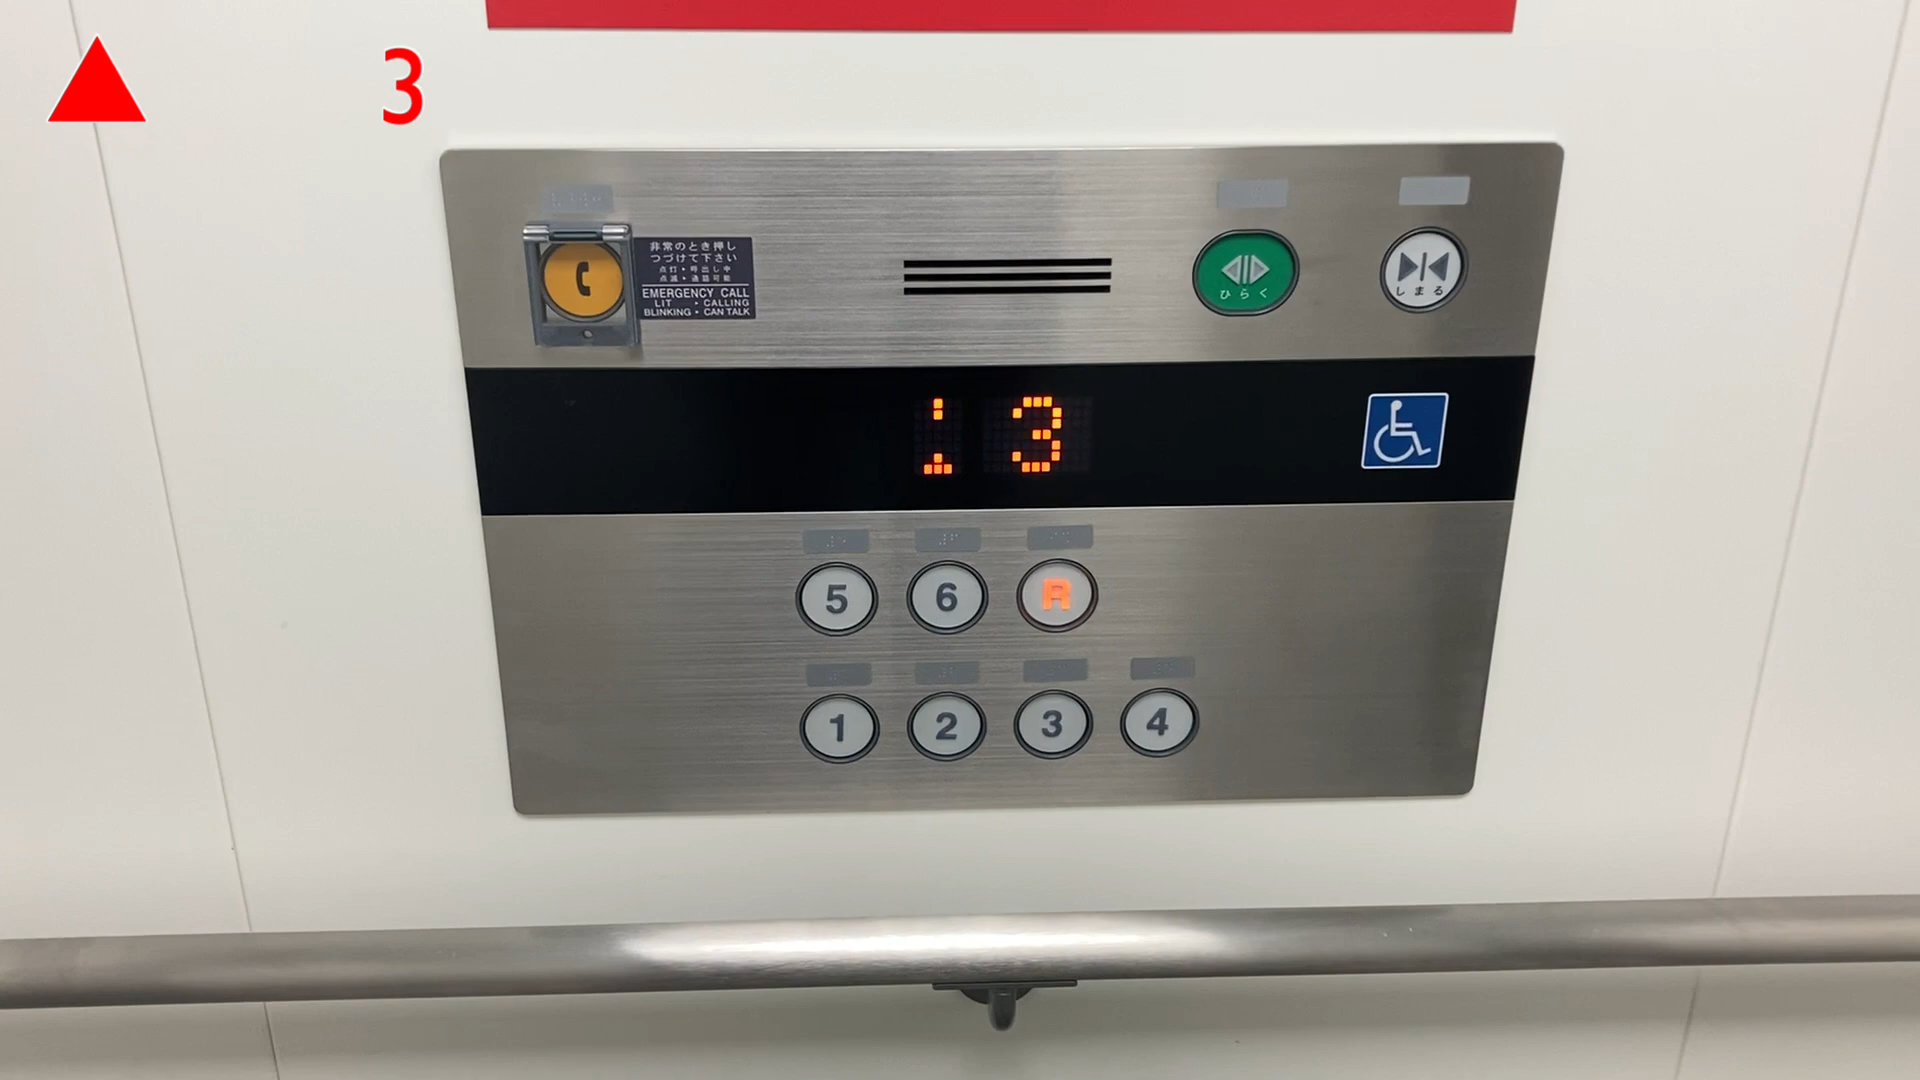 3
非常のとき押し
つづけて下さい
点灯・呼出し中
点滅・通話可能
EMERGENCY CALL
LIT ・CALLING
BLINKING・CAN TALK
ひらく
しまる
3
5 6 R
1 2 3 4